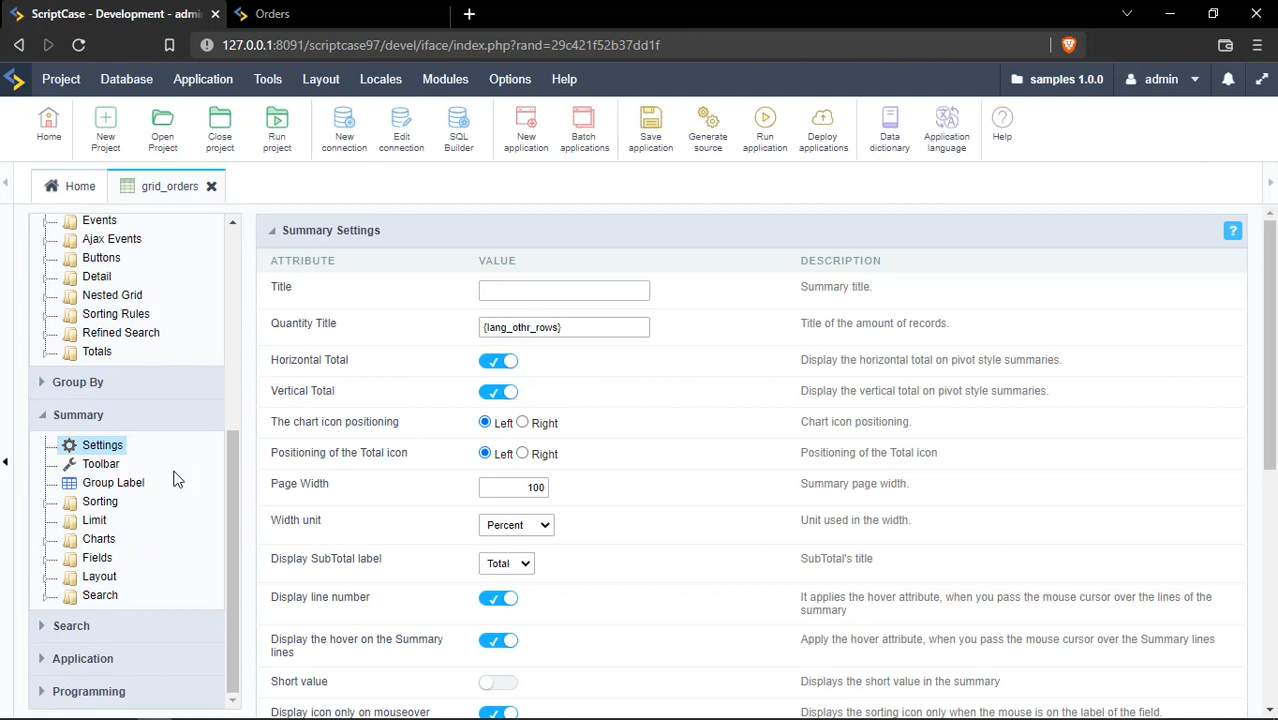 ScriptCase - Development - admi
Orders
127.0.0.1:8091/scriptcase97/devel/iface/index.php?rand=29c421f52b37dd1f
Project Database Application Tools Layout Locales Modules Options Help samples 1.0.0 admin
Home
New Project
Open Project
Close project
Run project
New connection
Edit connection
SQL Builder
New application
Batch applications
Save application
Generate source
Run application
Deploy applications
Data dictionary
Application language
Help
Home grid_orders
Events
Ajax Events
Buttons
Detail
Nested Grid
Sorting Rules
Refined Search
Totals
Group By
Summary
Settings
Toolbar
Group Label
Sorting
Limit
Charts
Fields
Layout
Search
Search
Application
Programming
Summary Settings ?
ATTRIBUTE VALUE DESCRIPTION
Title Summary title.
Quantity Title {lang_othr_rows} Title of the amount of records.
Horizontal Total Display the horizontal total on pivot style summaries.
Vertical Total Display the vertical total on pivot style summaries.
The chart icon positioning Left Right Chart icon positioning.
Positioning of the Total icon Left Right Positioning of the Total icon
Page Width 100 Summary page width.
Width unit Percent Unit used in the width.
Display SubTotal label Total SubTotal's title
Display line number It applies the hover attribute, when you pass the mouse cursor over the lines of the
summary
Display the hover on the Summary Apply the hover attribute, when you pass the mouse cursor over the Summary lines
lines
Short value Displays the short value in the summary
Display icon only on mouseover Displays the sorting icon only when the mouse is on the label of the field.